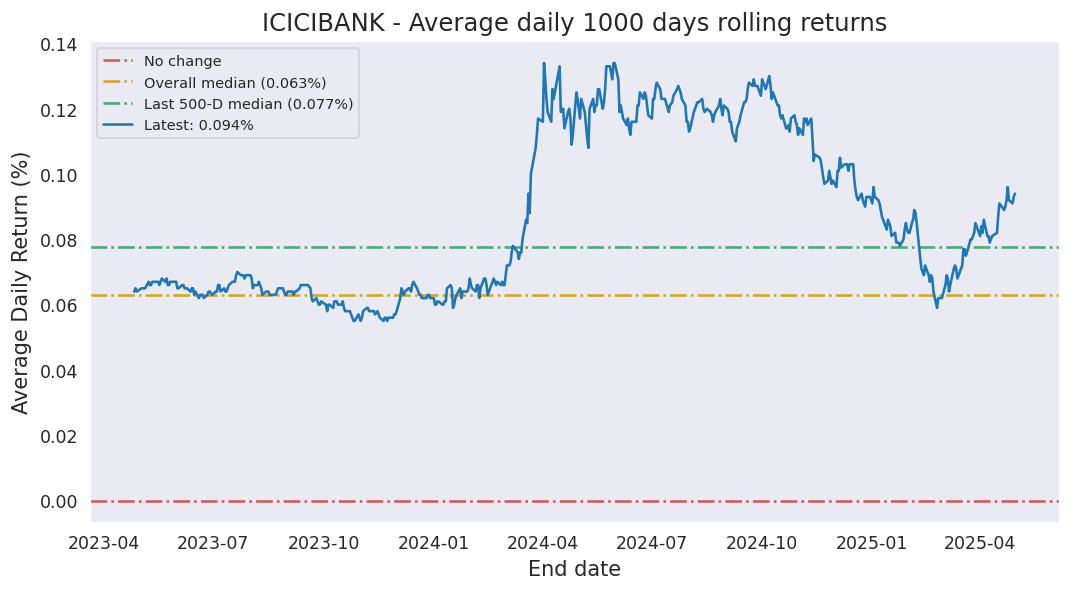 ICICIBANK - Average daily 1000 days rolling returns
No change
Overall median (0.063%)
Last 500-D median (0.077%)
Latest: 0.094%
Average Daily Return (%)
0.14
0.12
0.10
0.08
0.06
0.04
0.02
0.00
2023-04 2023-07 2023-10 2024-01 2024-04 2024-07 2024-10 2025-01 2025-04
End date